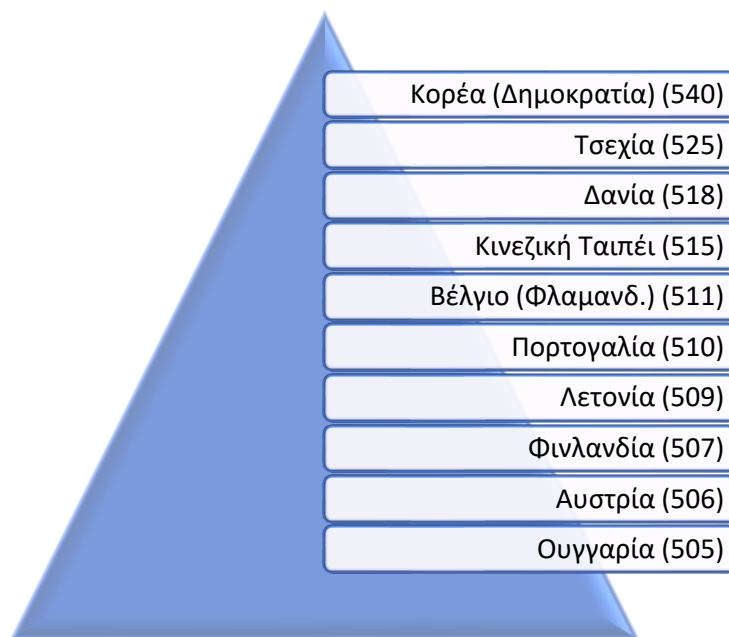 Κορέα (Δημοκρατία) (540)
Τσεχία (525)
Δανία (518)
Κινεζική Ταιπέι (515)
Βέλγιο (Φλαμανδ.) (511)
Πορτογαλία (510)
Λετονία (509)
Φινλανδία (507)
Αυστρία (506)
Ουγγαρία (505)